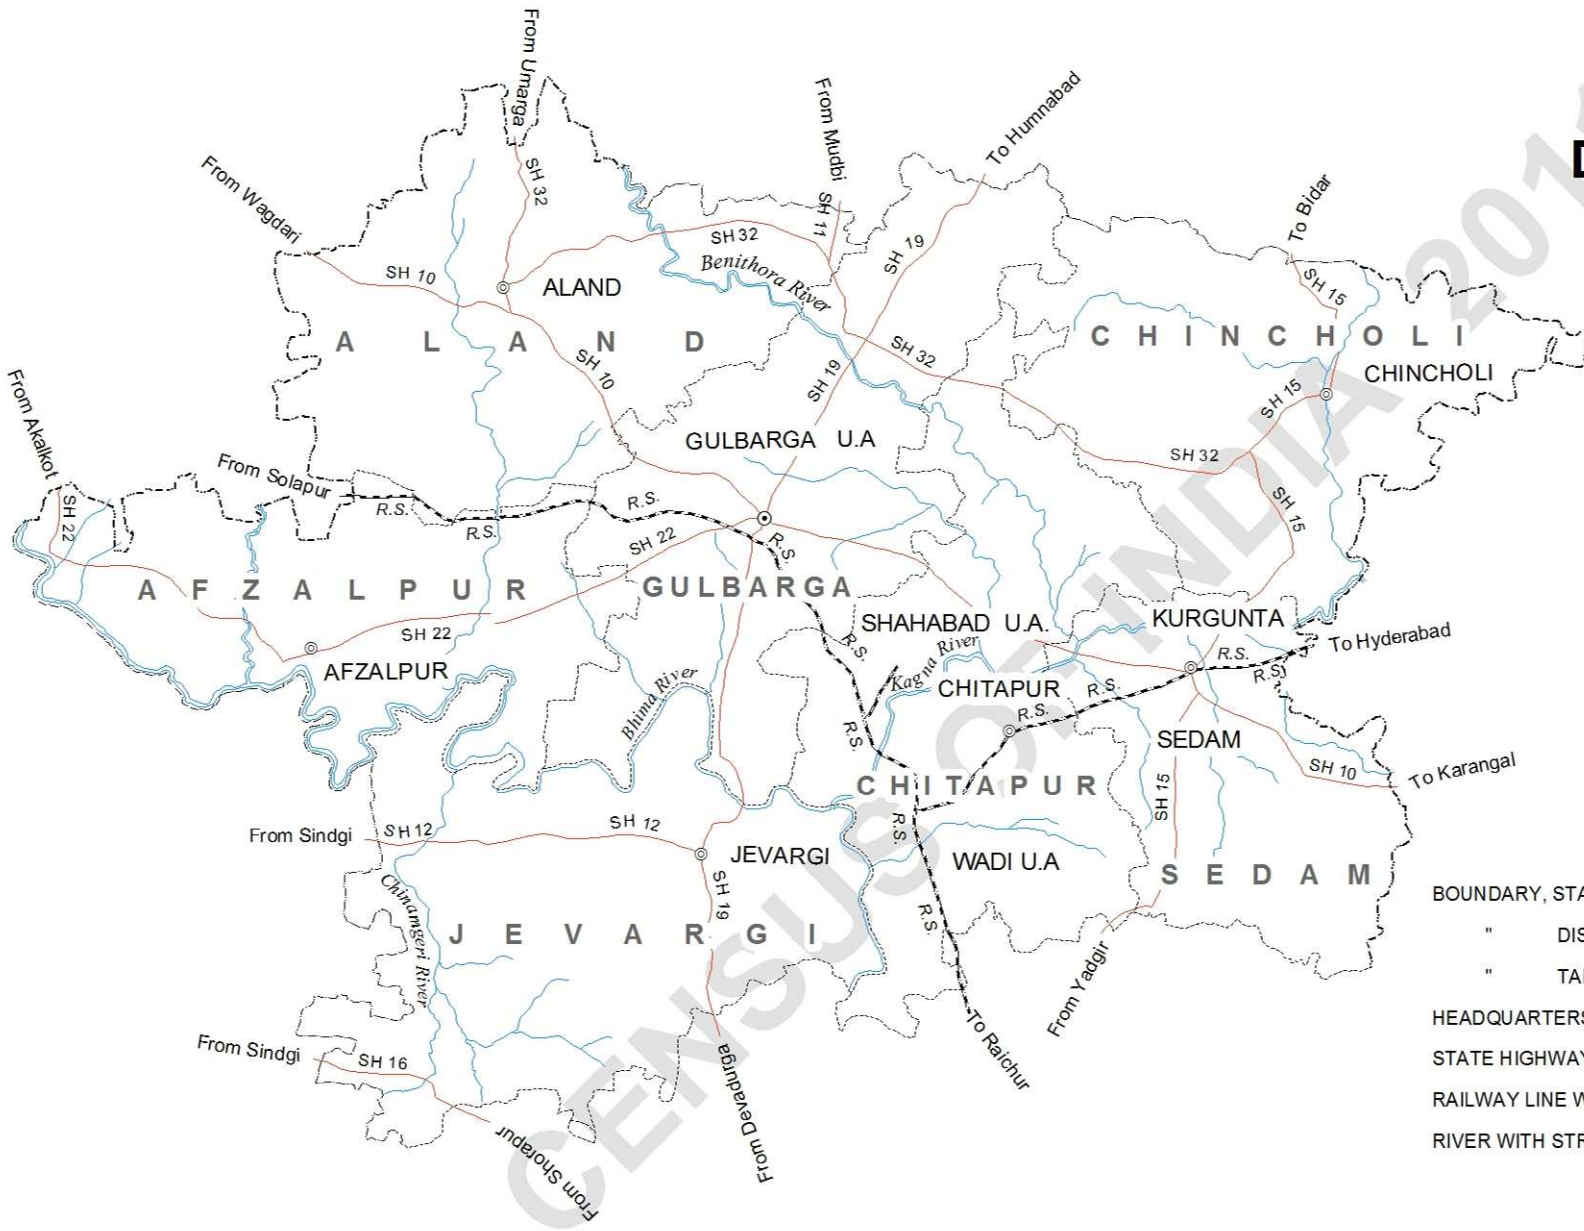 From Umarga
From Mudbi
To Humnabad
From Wagdari
SH 32
SH 11
SH 19
To Bidar
SH 32
SH 10
Benithora River
SH 15
ALAND
A L A N D
C H I N C H O L I
SH 32
SH 10
SH 19
CHINCHOLI
From Akalkot
SH 15
GULBARGA U.A
SH 32
From Solapur
SH 22
R.S.
R.S.
R.S.
SH 22
R.S.
SH 15
A F Z A L P U R
GULBARGA
SHAHABAD U.A.
KURGUNTA
SH 22
R.S.
To Hyderabad
AFZALPUR
Kagna River
R.S.
R.S.
CHITAPUR
R.S.
Bhima River
R.S.
R.S.
SEDAM
SH 10
To Karangal
CHITAPUR
SH 15
From Sindgi
SH 12
SH 12
R.S.
JEVARGI
WADI U.A
S E D A M
SH 19
Chinamgeri River
R.S.
J E V A R G I
From Yadgir
To Raichur
From Sindgi
SH 16
From Devadurga
From Shorapur
BOUNDARY, STA
" DIS
" TAL
HEADQUARTERS
STATE HIGHWAY
RAILWAY LINE W
RIVER WITH STR
CENSUS OF INDIA 201